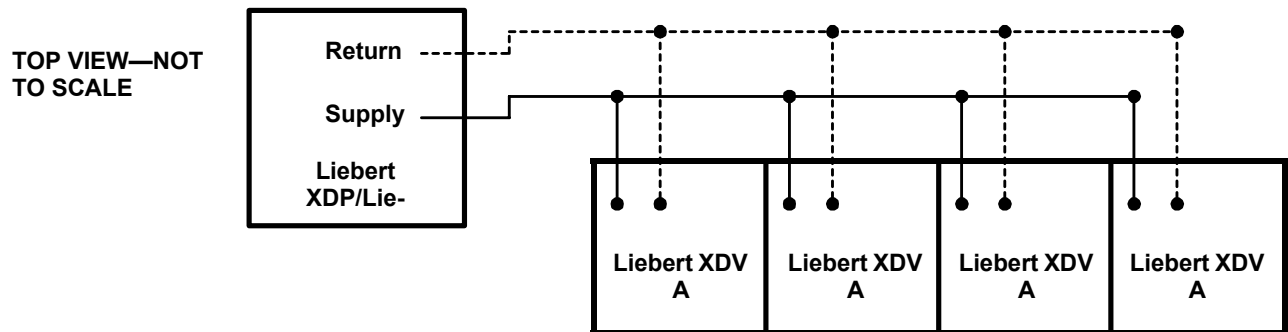 TOP VIEW—NOT
TO SCALE
Return
Supply
Liebert
XDP/Lie-
Liebert XDV
A
Liebert XDV
A
Liebert XDV
A
Liebert XDV
A